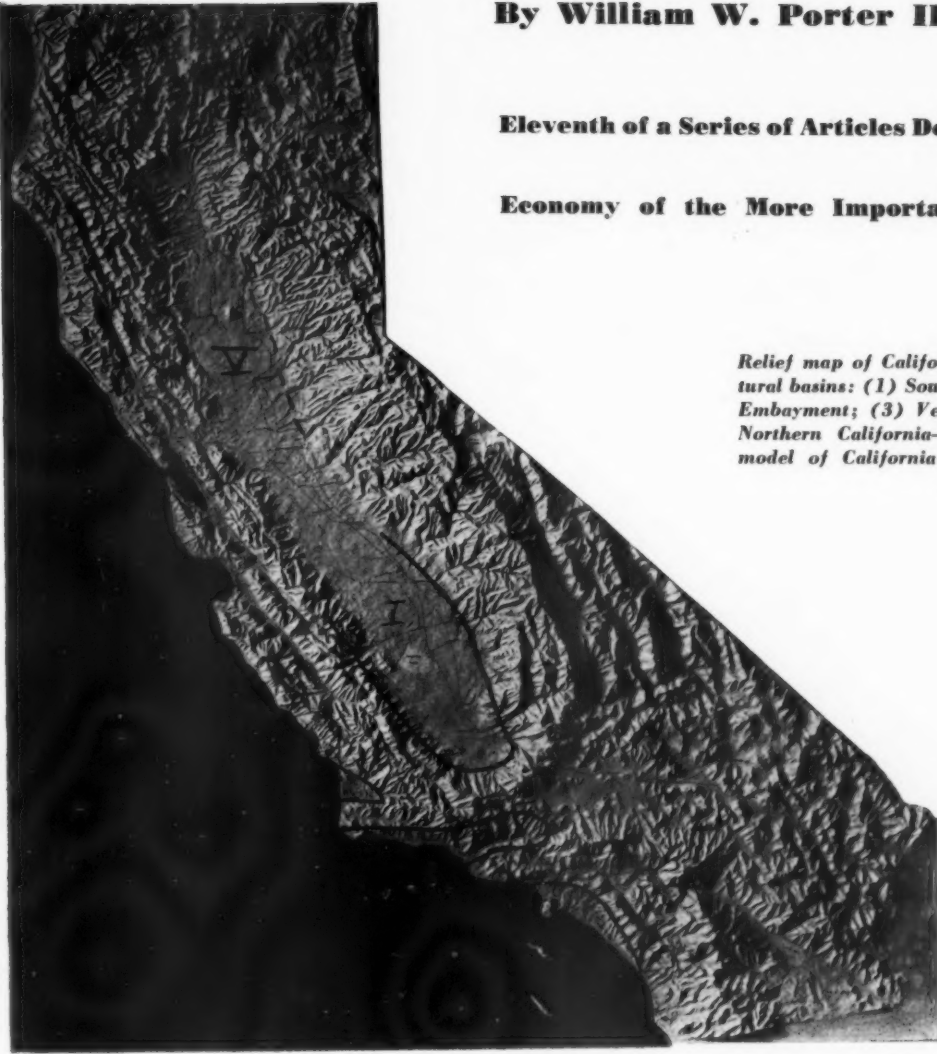 By William W. Porter II
Eleventh of a Series of Articles De
Economy of the More Importa
Relief map of Califo
tural basins: (1) Sou
Embayment; (3) Ve
Northern California-
model of California
I